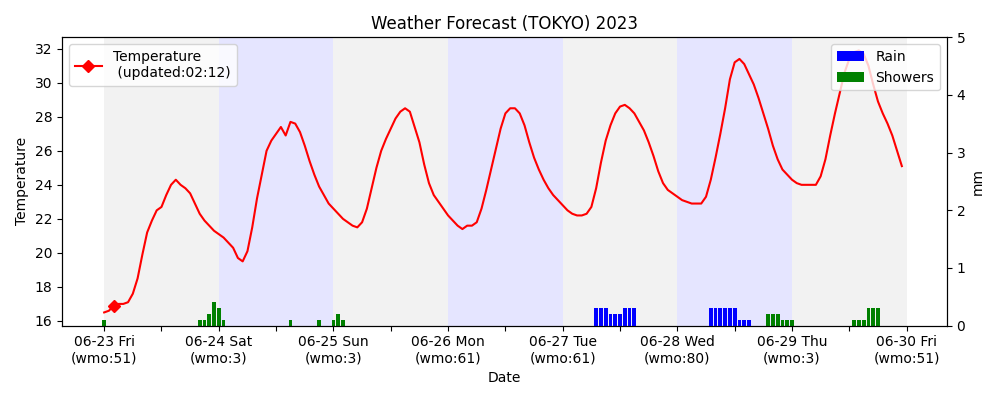 Weather Forecast (TOKYO) 2023
Temperature
(updated:02:12)
Rain
Showers
Temperature
32
30
28
26
24
22
20
18
16
5
4
3
2
1
0
mm
06-23 Fri 06-24 Sat 06-25 Sun 06-26 Mon 06-27 Tue 06-28 Wed 06-29 Thu 06-30 Fri
(wmo:51) (wmo:3) (wmo:3) (wmo:61) (wmo:61) (wmo:80) (wmo:3) (wmo:51)
Date